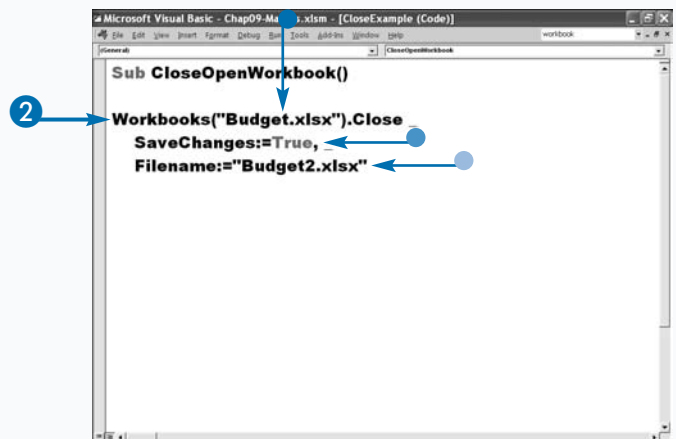 Microsoft Visual Basic - Chap09-Ma s.xlsm - [CloseExample (Code)]
File Edit View Insert Format Debug Run Tools Add-Ins Window Help workbook
(General) CloseOpenWorkbook
Sub CloseOpenWorkbook()
2
Workbooks("Budget.xlsx").Close _
SaveChanges:=True, _
Filename:="Budget2.xlsx"